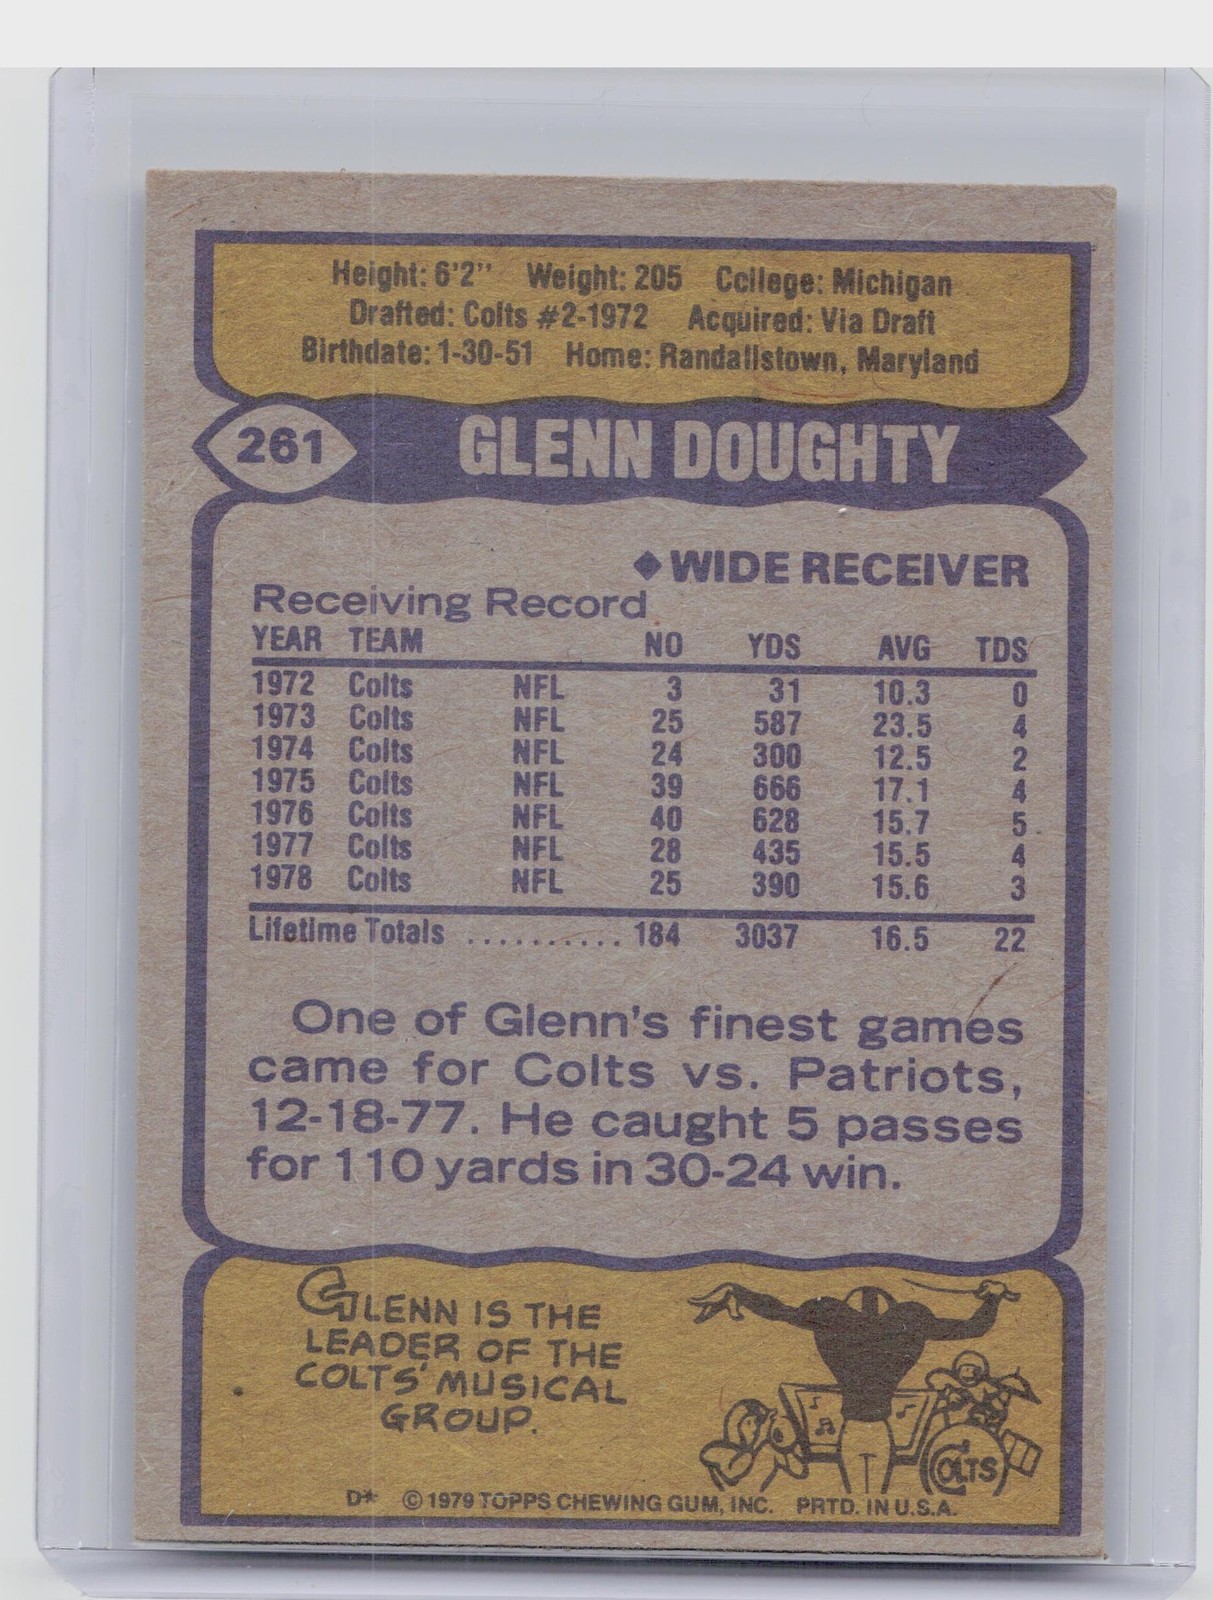 Height: 6'2" Weight: 205 College: Michigan
Drafted: Colts #2-1972 Acquired: Via Draft
Birthdate: 1-30-51 Home: Randallstown, Maryland
261 GLENN DOUGHTY
◆ WIDE RECEIVER
Receiving Record
YEAR TEAM NO YDS AVG TDS
1972 Colts NFL 3 31 10.3 0
1973 Colts NFL 25 587 23.5 4
1974 Colts NFL 24 300 12.5 2
1975 Colts NFL 39 666 17.1 4
1976 Colts NFL 40 628 15.7 5
1977 Colts NFL 28 435 15.5 4
1978 Colts NFL 25 390 15.6 3
Lifetime Totals .......... 184 3037 16.5 22
One of Glenn's finest games
came for Colts vs. Patriots,
12-18-77. He caught 5 passes
for 110 yards in 30-24 win.
GLENN IS THE
LEADER OF THE
COLTS' MUSICAL
GROUP.
COLTS
D* © 1979 TOPPS CHEWING GUM, INC. PRTD. IN U.S.A.